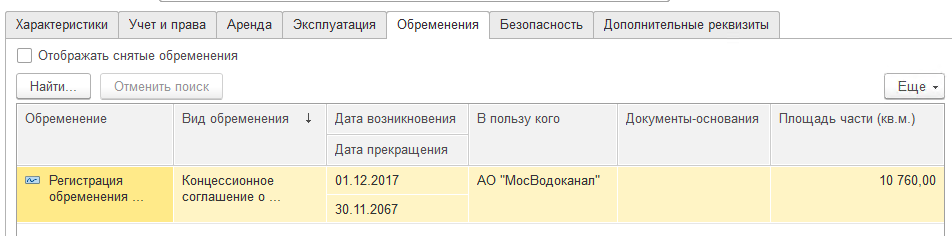 Характеристики Учет и права Аренда Эксплуатация Обременения Безопасность Дополнительные реквизиты
Отображать снятые обременения
Найти... Отменить поиск Еще
Обременение Вид обременения ↓ Дата возникновения В пользу кого Документы-основания Площадь части (кв.м.)
Дата прекращения
Регистрация Концессионное 01.12.2017 АО "МосВодоканал" 10 760,00
обременения ... соглашение о ...
30.11.2067